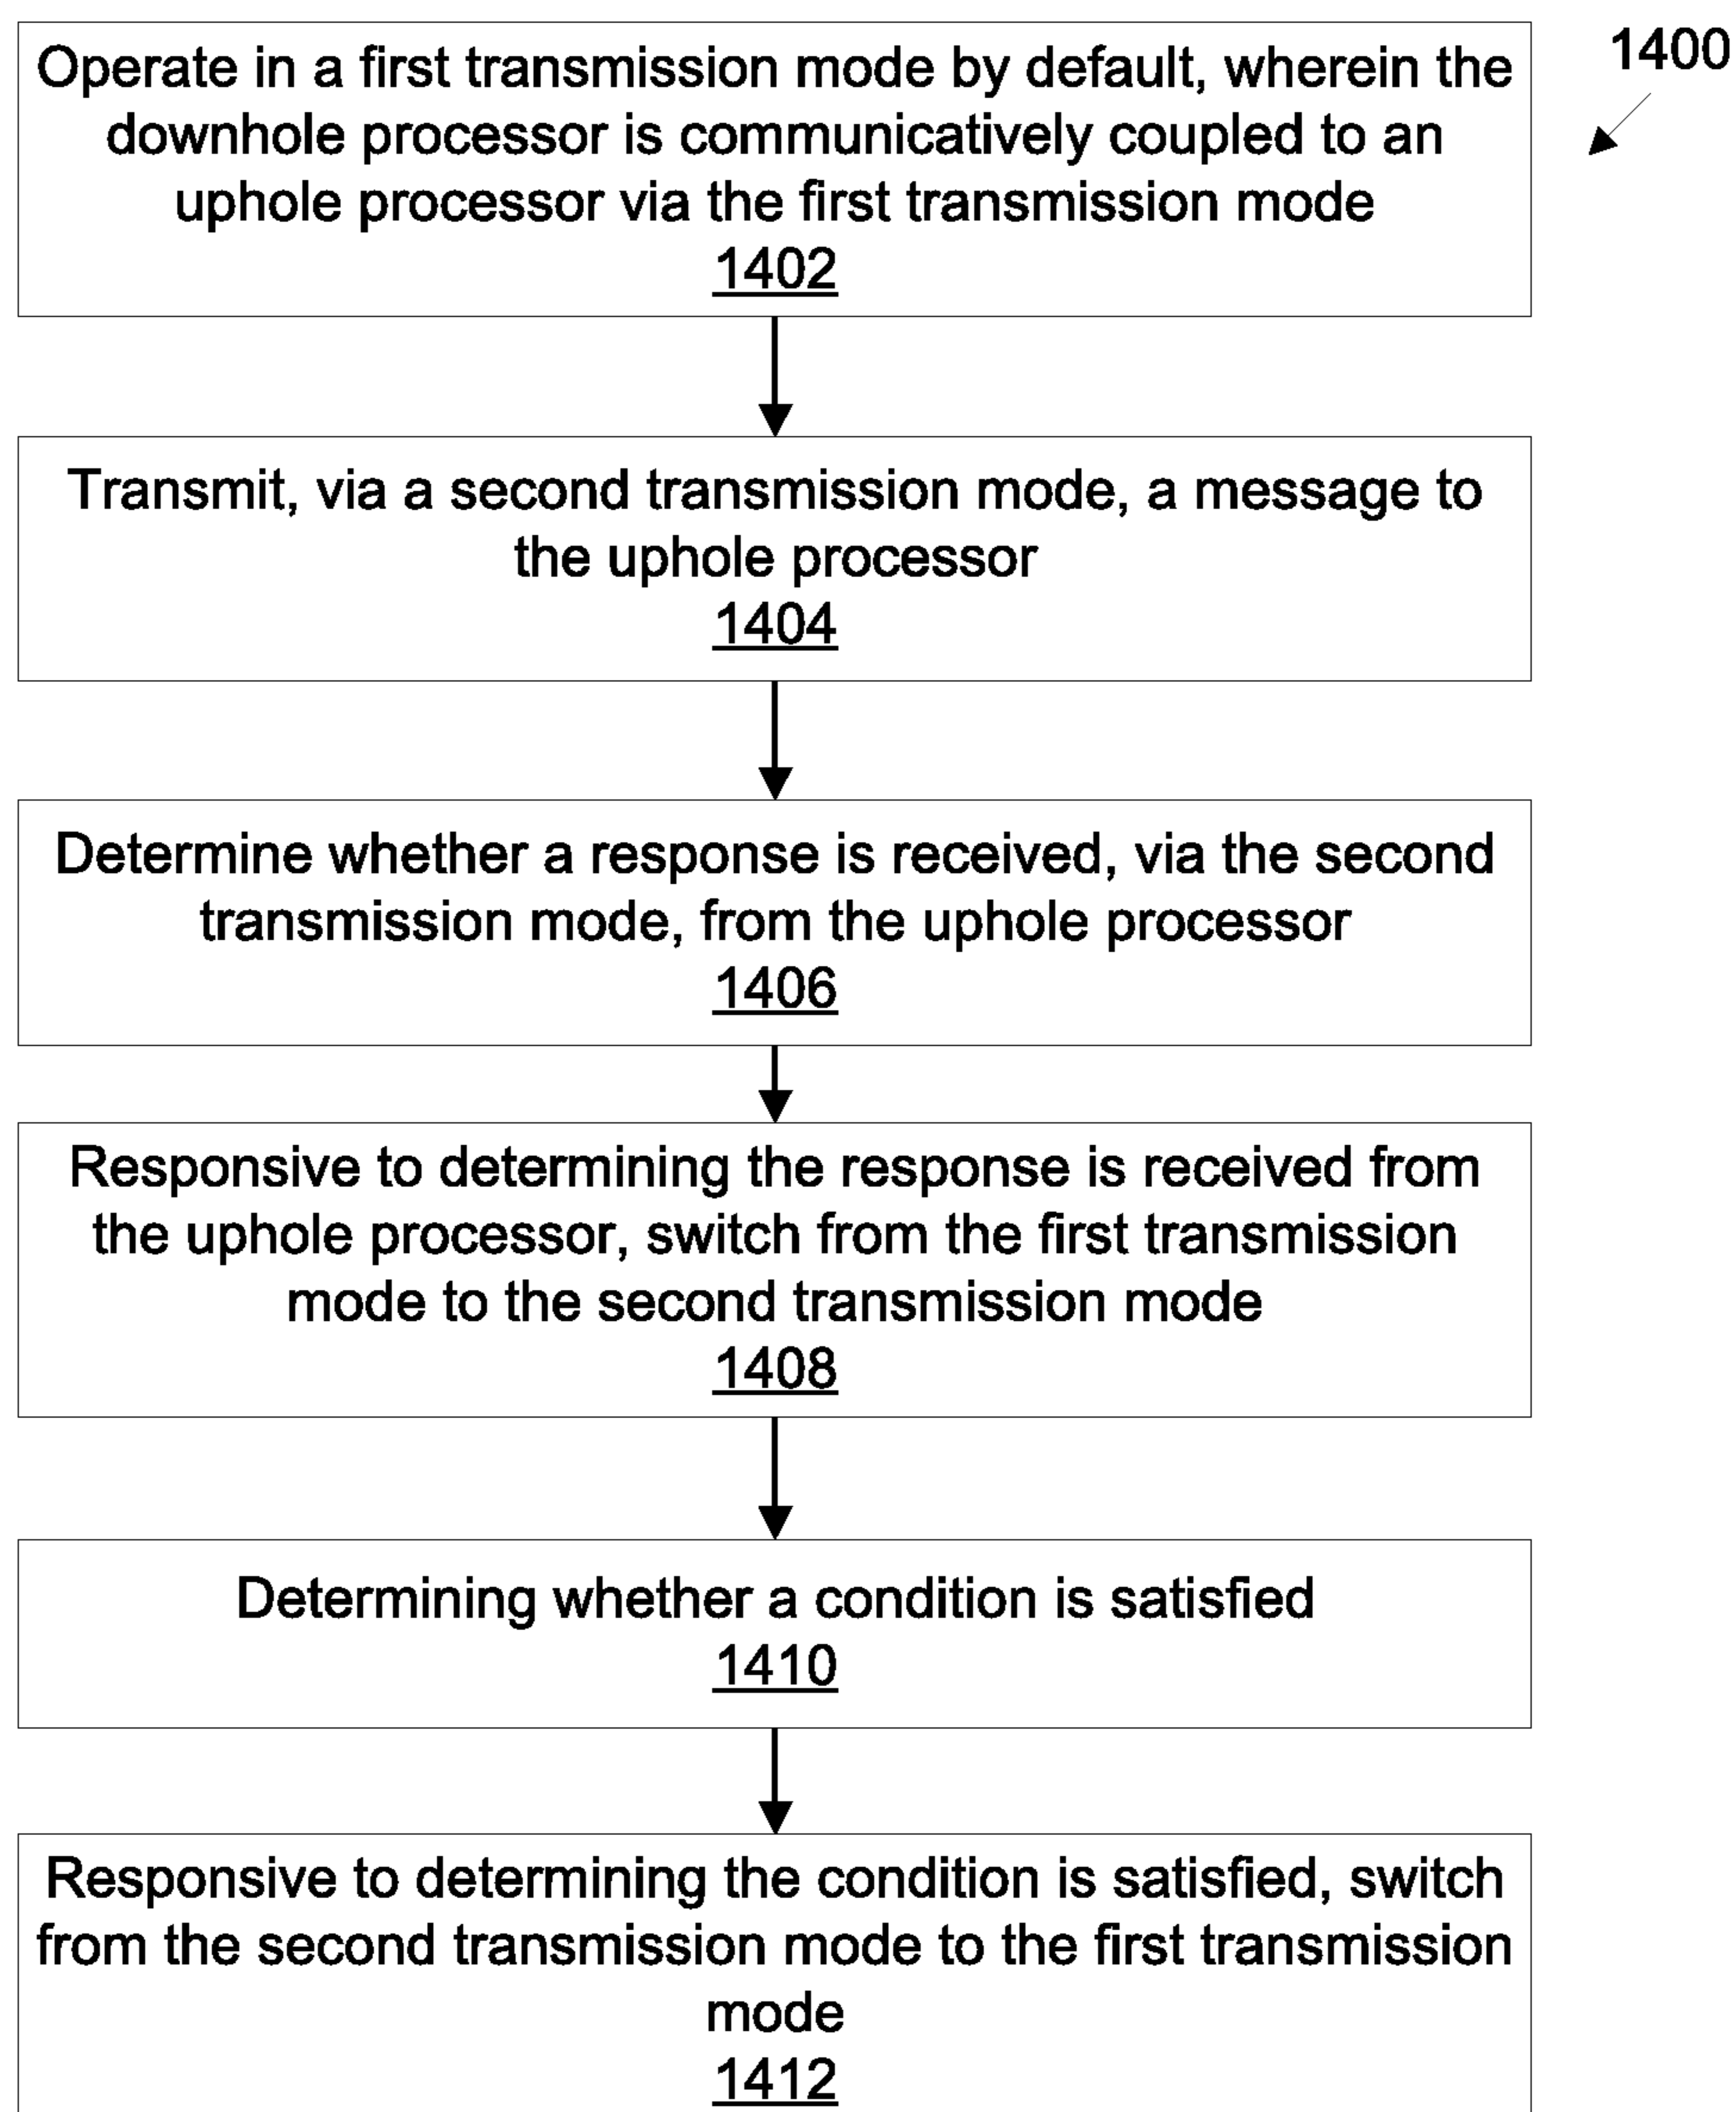 1400
Operate in a first transmission mode by default, wherein the
downhole processor is communicatively coupled to an
uphole processor via the first transmission mode
1402
Transmit, via a second transmission mode, a message to
the uphole processor
1404
Determine whether a response is received, via the second
transmission mode, from the uphole processor
1406
Responsive to determining the response is received from
the uphole processor, switch from the first transmission
mode to the second transmission mode
1408
Determining whether a condition is satisfied
1410
Responsive to determining the condition is satisfied, switch
from the second transmission mode to the first transmission
mode
1412